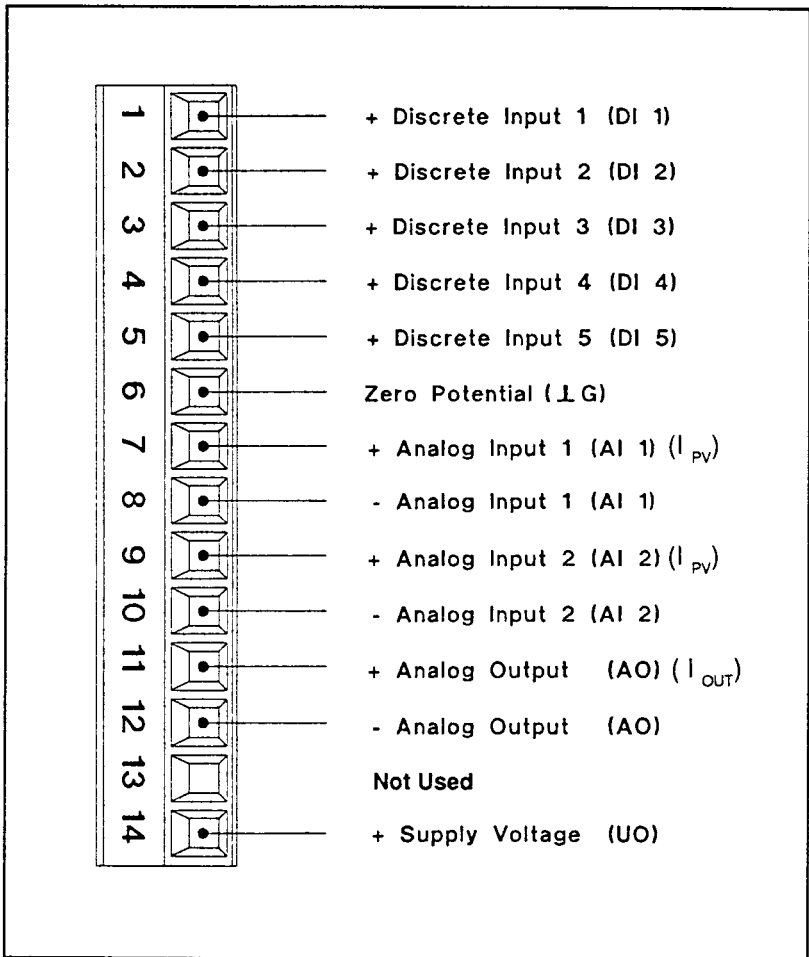 1 + Discrete Input 1 (DI 1)
2 + Discrete Input 2 (DI 2)
3 + Discrete Input 3 (DI 3)
4 + Discrete Input 4 (DI 4)
5 + Discrete Input 5 (DI 5)
6 Zero Potential (⊥ G)
7 + Analog Input 1 (AI 1) (I PV)
8 - Analog Input 1 (AI 1)
9 + Analog Input 2 (AI 2) (I PV)
10 - Analog Input 2 (AI 2)
11 + Analog Output (AO) (I OUT)
12 - Analog Output (AO)
13 Not Used
14 + Supply Voltage (UO)